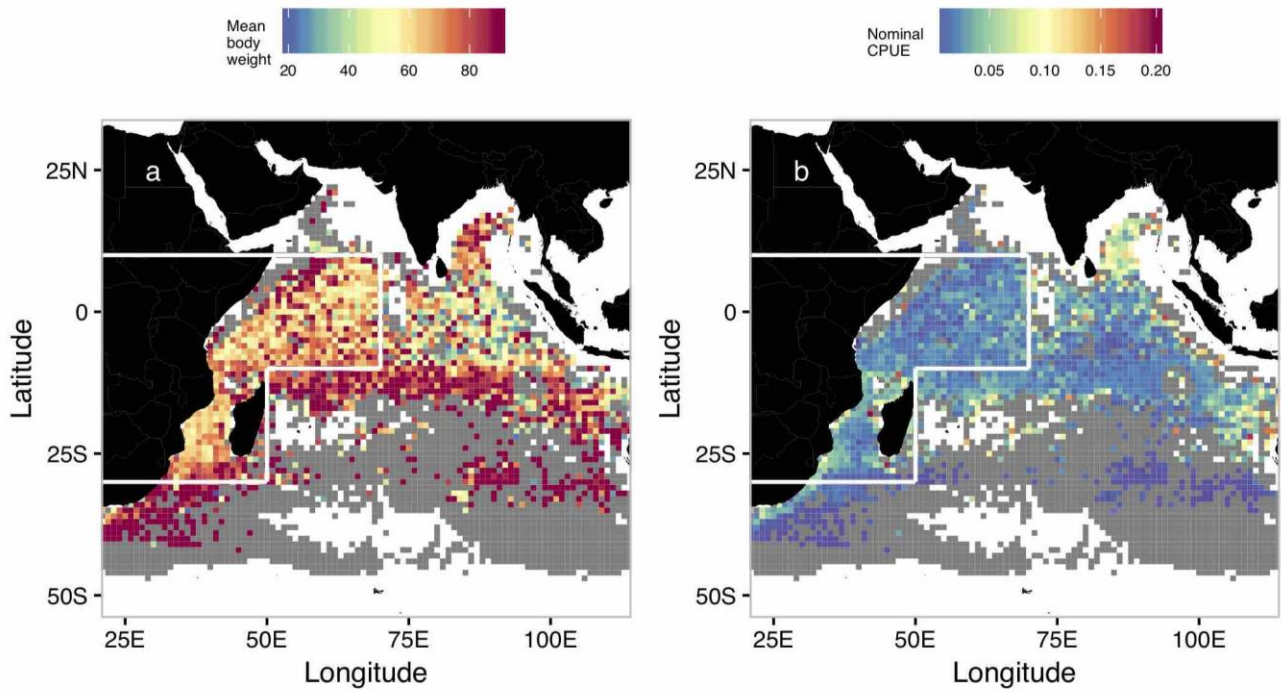 Mean
body
weight
20 40 60 80
Nominal
CPUE
0.05 0.10 0.15 0.20
a
b
25N
0
25S
50S
Latitude
25E 50E 75E 100E
Longitude
25N
0
25S
50S
Latitude
25E 50E 75E 100E
Longitude